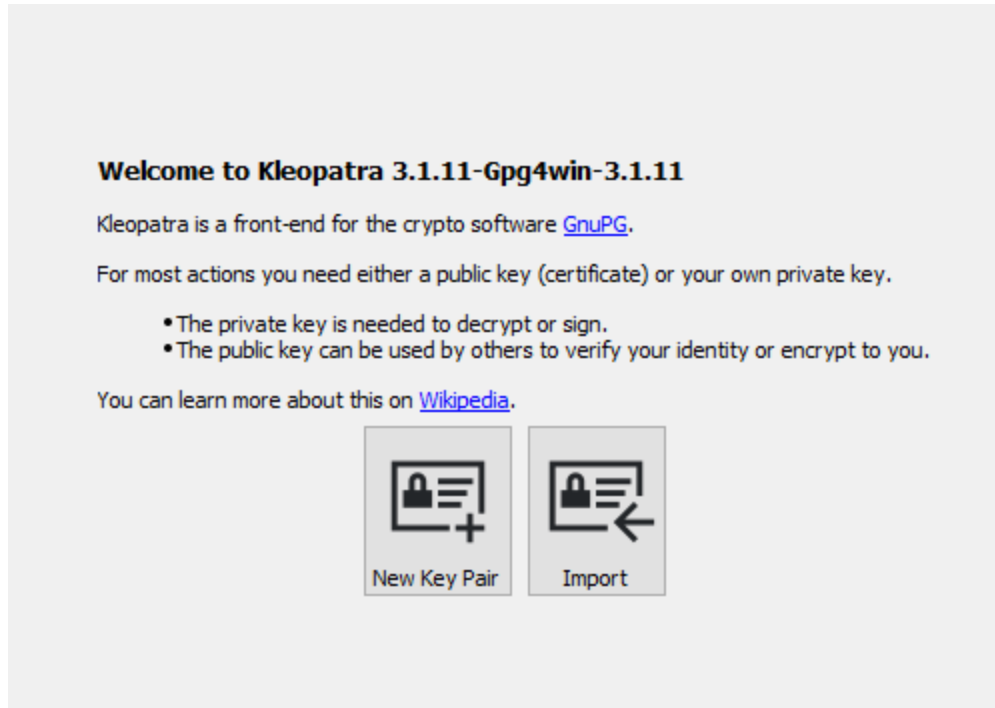 Welcome to Kleopatra 3.1.11-Gpg4win-3.1.11
Kleopatra is a front-end for the crypto software GnuPG.
For most actions you need either a public key (certificate) or your own private key.
•The private key is needed to decrypt or sign.
•The public key can be used by others to verify your identity or encrypt to you.
You can learn more about this on Wikipedia.
New Key Pair
Import